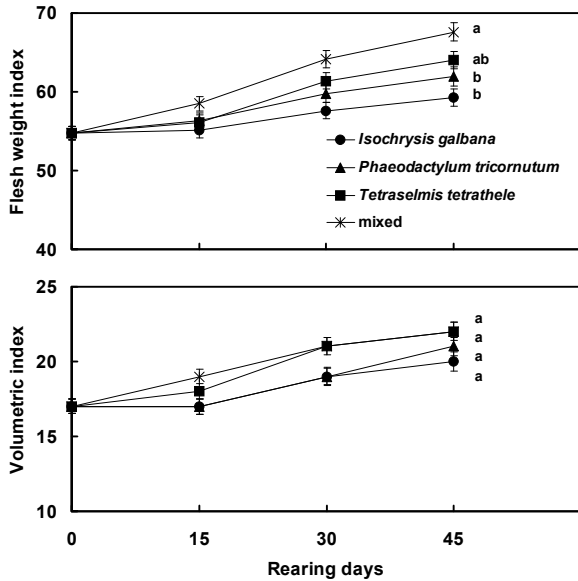 70
60
50
40
Flesh weight index
a
ab
b
b
Isochrysis galbana
Phaeodactylum tricornutum
Tetraselmis tetrathele
mixed
25
20
15
10
Volumetric index
a
a
a
a
0 15 30 45
Rearing days